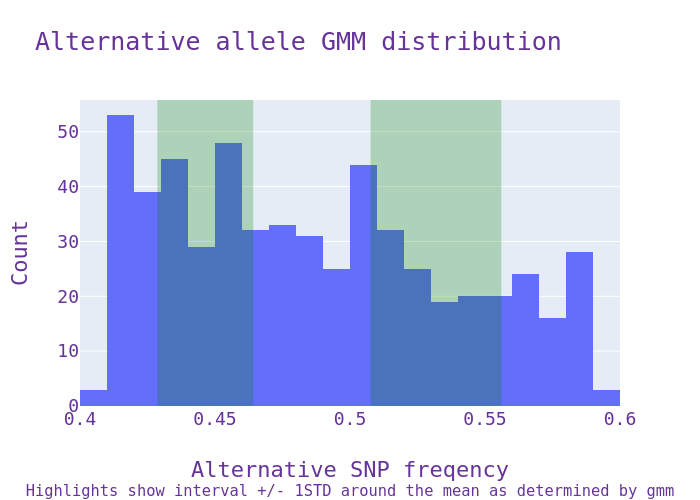 Alternative allele GMM distribution
Count
50
40
30
20
10
0
0.4
0.45
0.5
0.55
0.6
Alternative SNP freqency
Highlights show interval +/- 1STD around the mean as determined by gmm